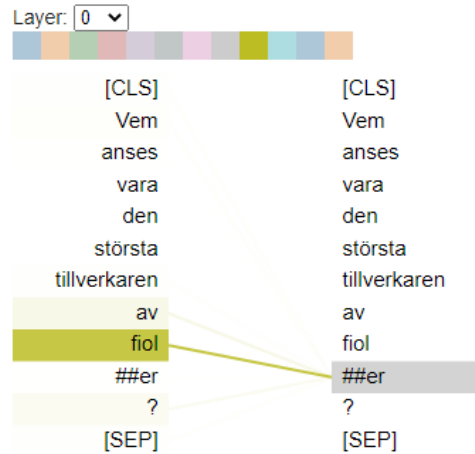 Layer: 0
[CLS] [CLS]
Vem Vem
anses anses
vara vara
den den
största största
tillverkaren tillverkaren
av av
fiol fiol
##er ##er
? ?
[SEP] [SEP]